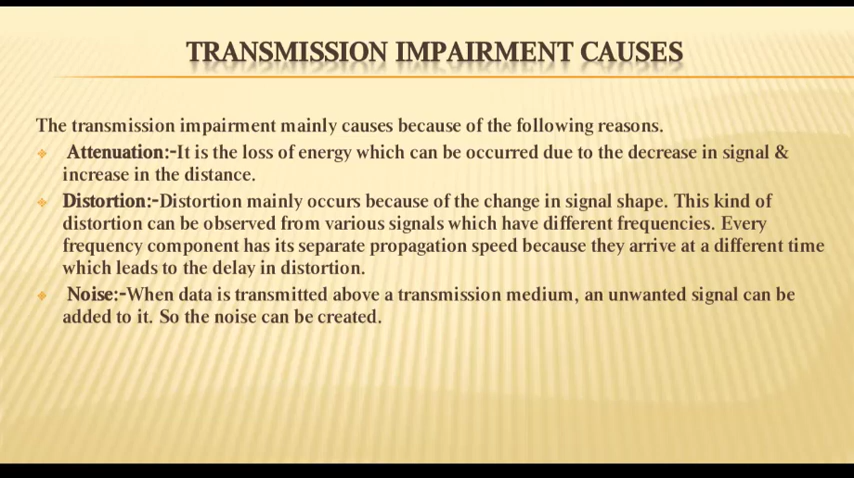 TRANSMISSION IMPAIRMENT CAUSES
The transmission impairment mainly causes because of the following reasons.
Attenuation:-It is the loss of energy which can be occurred due to the decrease in signal &
increase in the distance.
Distortion:-Distortion mainly occurs because of the change in signal shape. This kind of
distortion can be observed from various signals which have different frequencies. Every
frequency component has its separate propagation speed because they arrive at a different time
which leads to the delay in distortion.
Noise:-When data is transmitted above a transmission medium, an unwanted signal can be
added to it. So the noise can be created.